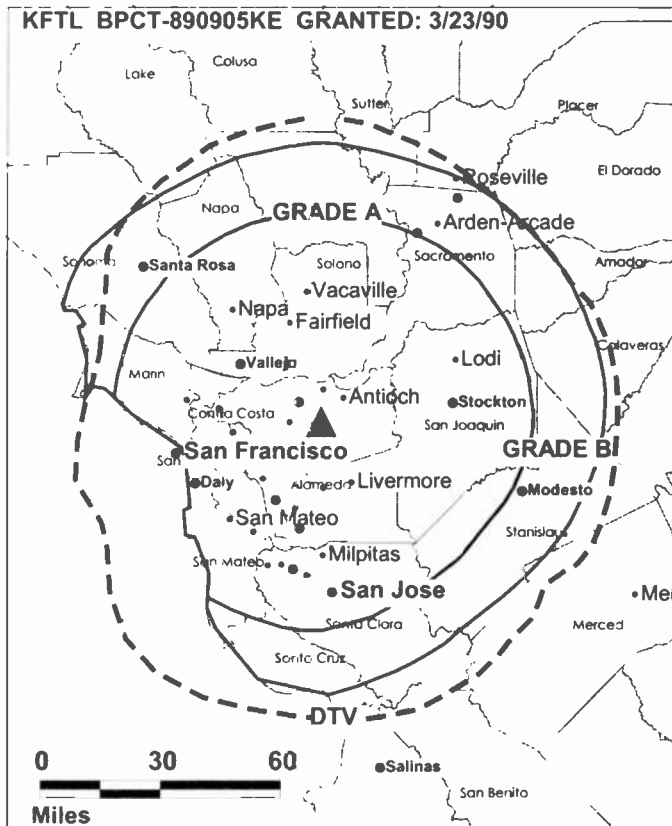 KFTL BPCT-890905KE GRANTED: 3/23/90
Colusa
Lake
Sutter
Placer
Roseville
El Dorado
Napa
GRADE A
Arden-Arcade
Sonoma
Santa Rosa
Solano
Sacramento
Amador
Vacaville
Napa
Fairfield
Calaveras
Marin
Vallejo
Lodi
Antioch
Contra Costa
Stockton
San Joaquin
San Francisco
San
GRADE B
Daly
Alameda
Livermore
Modesto
San Mateo
Stanislaus
Milpitas
San Mateo
San Jose
Mer
Santa Clara
Merced
Santa Cruz
DTV
0 30 60
Salinas
San Benito
Miles